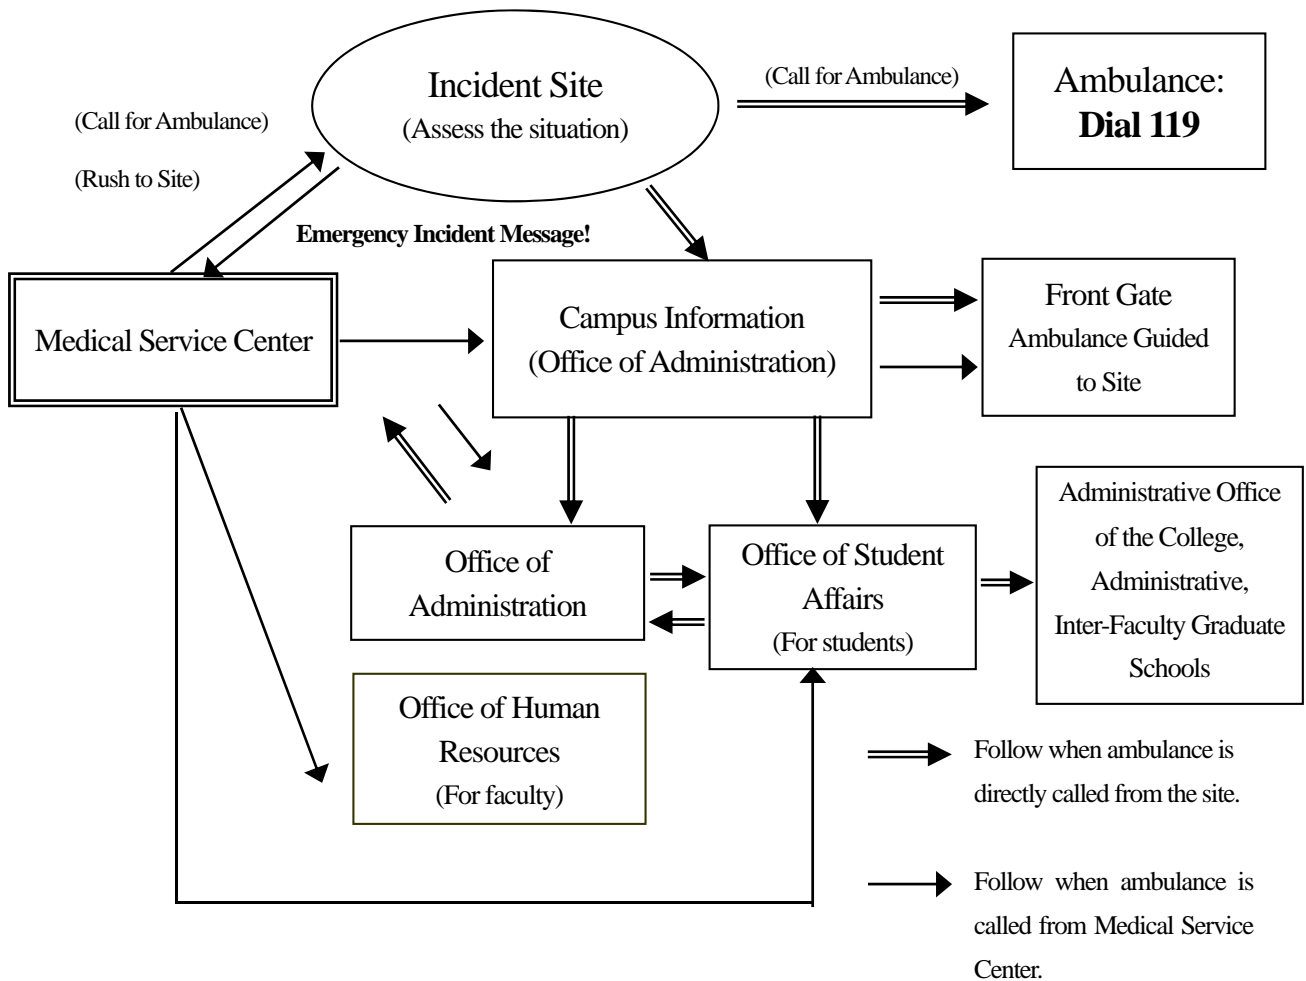 Incident Site
(Assess the situation)
(Call for Ambulance)
Ambulance:
Dial 119
(Call for Ambulance)
(Rush to Site)
Emergency Incident Message!
Medical Service Center
Campus Information
(Office of Administration)
Front Gate
Ambulance Guided
to Site
Office of
Administration
Office of Student
Affairs
(For students)
Administrative Office
of the College,
Administrative,
Inter-Faculty Graduate
Schools
Office of Human
Resources
(For faculty)
Follow when ambulance is
directly called from the site.
Follow when ambulance is
called from Medical Service
Center.